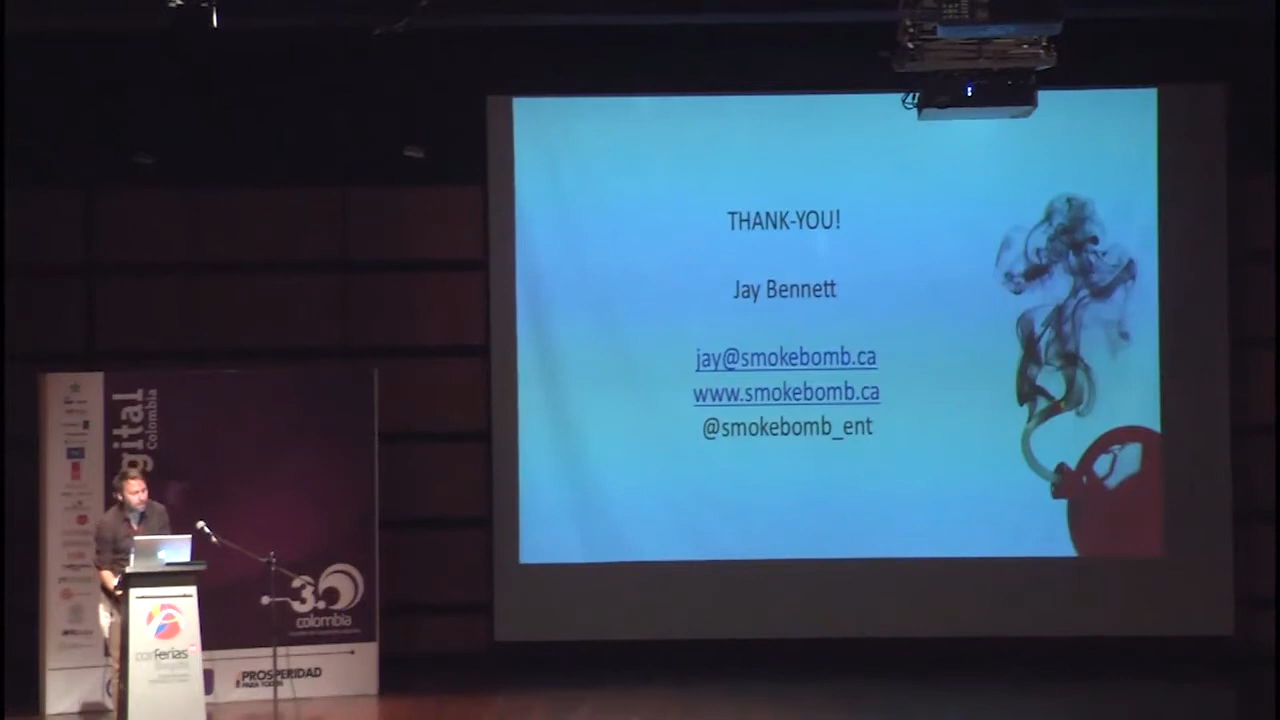 THANK-YOU!
Jay Bennett
jay@smokebomb.ca
www.smokebomb.ca
@smokebomb_ent
gital
Colombia
3.0
colombia
corferias
PROSPERIDAD
PARA TODOS